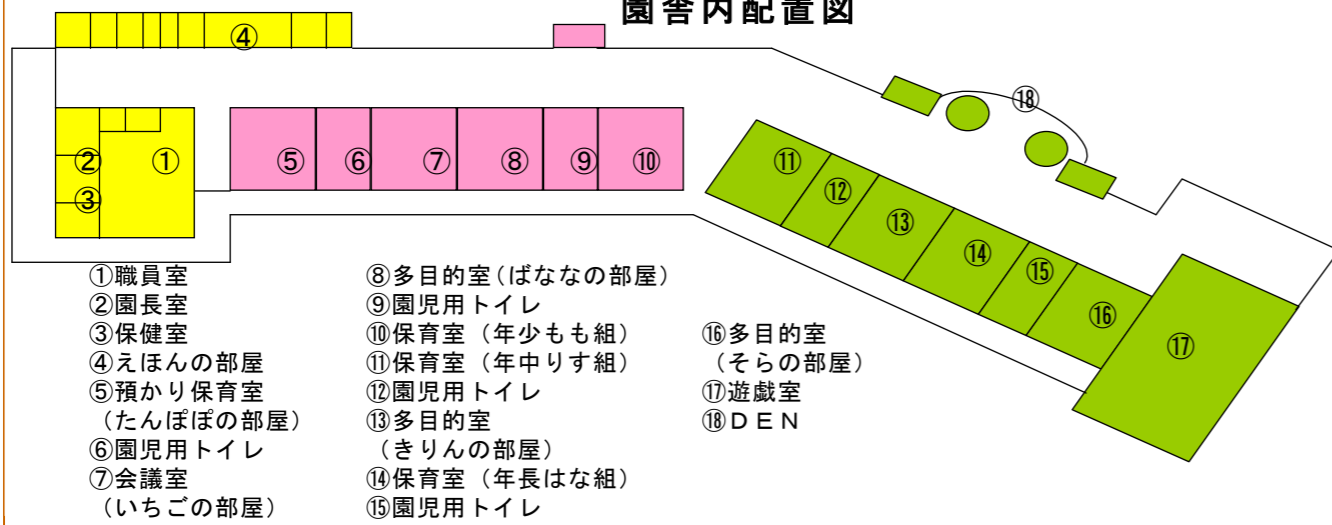 園舎内配置図
④
⑱
② ① ⑤ ⑥ ⑦ ⑧ ⑨ ⑩ ⑪
③
⑫
⑬
⑭
⑮
⑯
⑰
①職員室
②園長室
③保健室
④えほんの部屋
⑤預かり保育室
（たんぽぽの部屋）
⑥園児用トイレ
⑦会議室
（いちごの部屋）
⑧多目的室（ばななの部屋）
⑨園児用トイレ
⑩保育室（年少もも組）
⑪保育室（年中りす組）
⑫園児用トイレ
⑬多目的室
（きりんの部屋）
⑭保育室（年長はな組）
⑮園児用トイレ
⑯多目的室
（そらの部屋）
⑰遊戯室
⑱ＤＥＮ